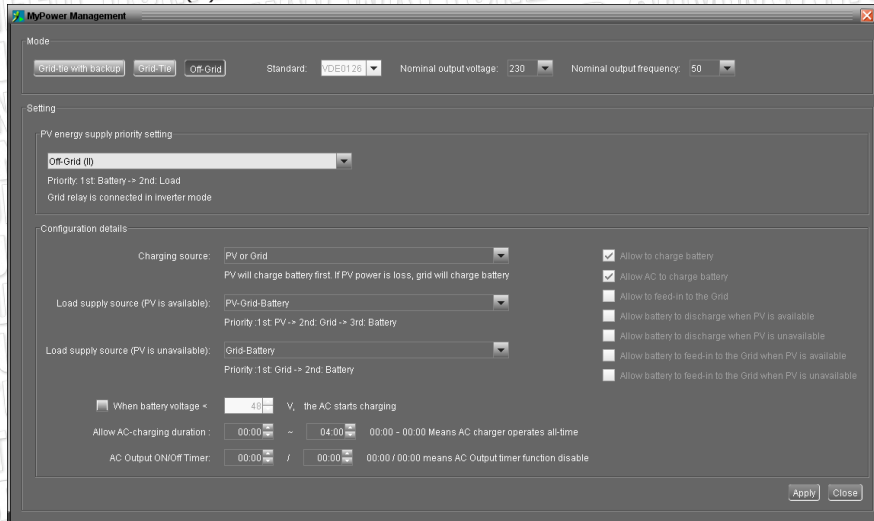 MyPower Management
Mode
Grid-tie with backup Grid-Tie Off-Grid Standard: VDE0126 Nominal output voltage: 230 Nominal output frequency: 50
Setting
PV energy supply priority setting
Off-Grid (II)
Priority: 1st: Battery -> 2nd: Load
Grid relay is connected in inverter mode
Configuration details
Charging source: PV or Grid
PV will charge battery first. If PV power is loss, grid will charge battery
Load supply source (PV is available): PV-Grid-Battery
Priority :1st: PV -> 2nd: Grid -> 3rd: Battery
Load supply source (PV is unavailable): Grid-Battery
Priority :1st: Grid -> 2nd: Battery
Allow to charge battery
Allow AC to charge battery
Allow to feed-in to the Grid
Allow battery to discharge when PV is available
Allow battery to discharge when PV is unavailable
Allow battery to feed-in to the Grid when PV is available
Allow battery to feed-in to the Grid when PV is unavailable
When battery voltage < 48 V, the AC starts charging
Allow AC-charging duration : 00:00 ~ 04:00 00:00 - 00:00 Means AC charger operates all-time
AC Output ON/Off Timer: 00:00 / 00:00 00:00 / 00:00 means AC Output timer function disable
Apply Close